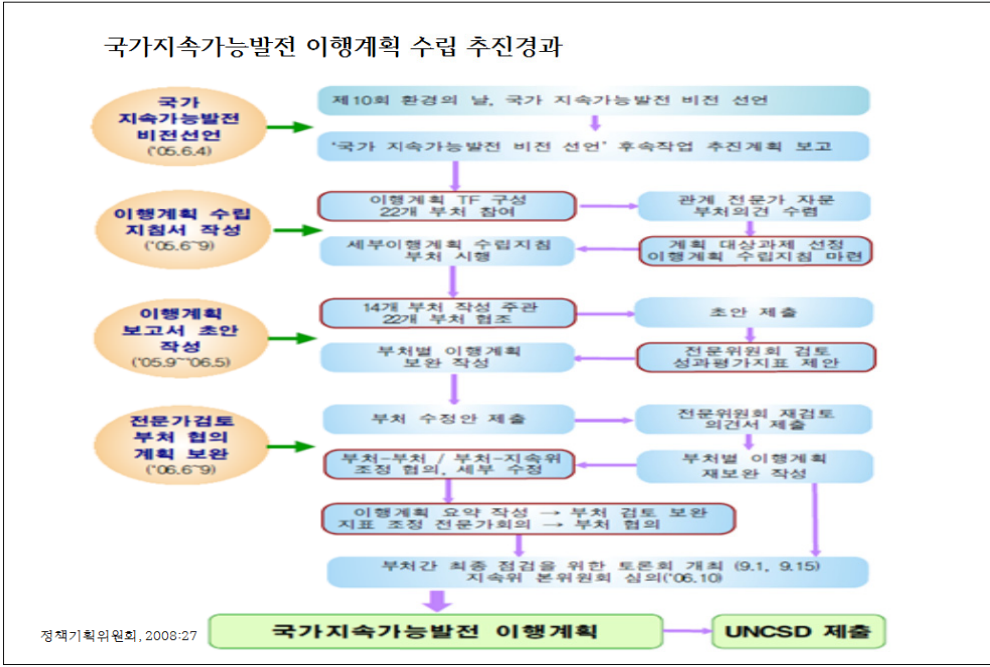 국가지속가능발전 이행계획 수립 추진경과
국가
지속가능발전
비전선언
('05.6.4)
제10회 환경의 날, 국가 지속가능발전 비전 선언
'국가 지속가능발전 비전 선언' 후속작업 추진계획 보고
이행계획 수립
지침서 작성
('05.6~9)
이행계획 TF 구성
22개 부처 참여
관계 전문가 자문
부처의견 수렴
세부이행계획 수립지침
부처 시행
계획 대상과제 선정
이행계획 수립지침 마련
이행계획
보고서 초안
작성
('05.9~'06.5)
14개 부처 작성 주관
22개 부처 협조
초안 제출
부처별 이행계획
보완 작성
전문위원회 검토
성과평가지표 제안
전문가검토
부처 협의
계획 보완
('06.6~9)
부처 수정안 제출
전문위원회 재검토
의견서 제출
부처-부처 / 부처-지속위
조정 협의, 세부 수정
부처별 이행계획
재보완 작성
이행계획 요약 작성 → 부처 검토 보완
지표 조정 전문가회의 → 부처 협의
부처간 최종 점검을 위한 토론회 개최 (9.1, 9.15)
지속위 본위원회 심의('06.10)
정책기획위원회, 2008:27
국가지속가능발전 이행계획
UNCSD 제출